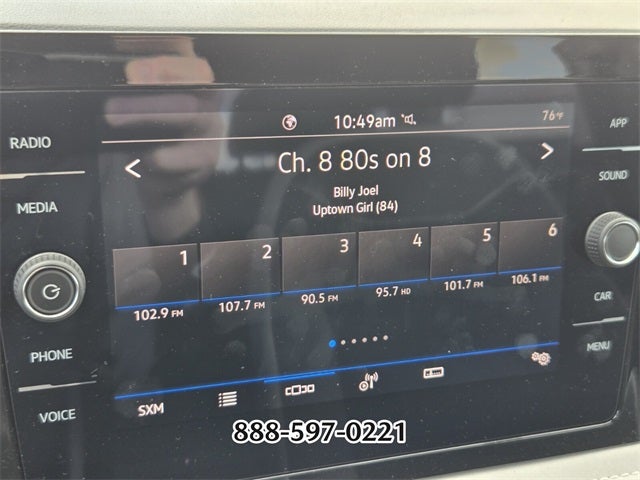 10:49am
76°F
RADIO
APP
Ch. 8 80s on 8
SOUND
MEDIA
Billy Joel
Uptown Girl (84)
1 2 3 4 5 6
102.9 FM 107.7 FM 90.5 FM 95.7 HD 101.7 FM 106.1 FM
CAR
PHONE
MENU
SXM
VOICE
888-597-0221